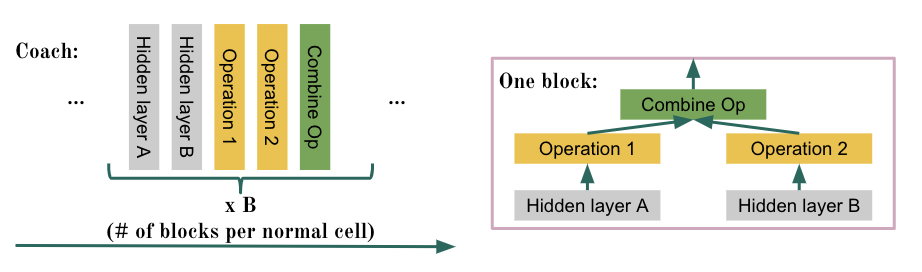 Coach:
...
Hidden layer A
Hidden layer B
Operation 1
Operation 2
Combine Op
...
x B
(# of blocks per normal cell)
One block:
Combine Op
Operation 1
Operation 2
Hidden layer A
Hidden layer B